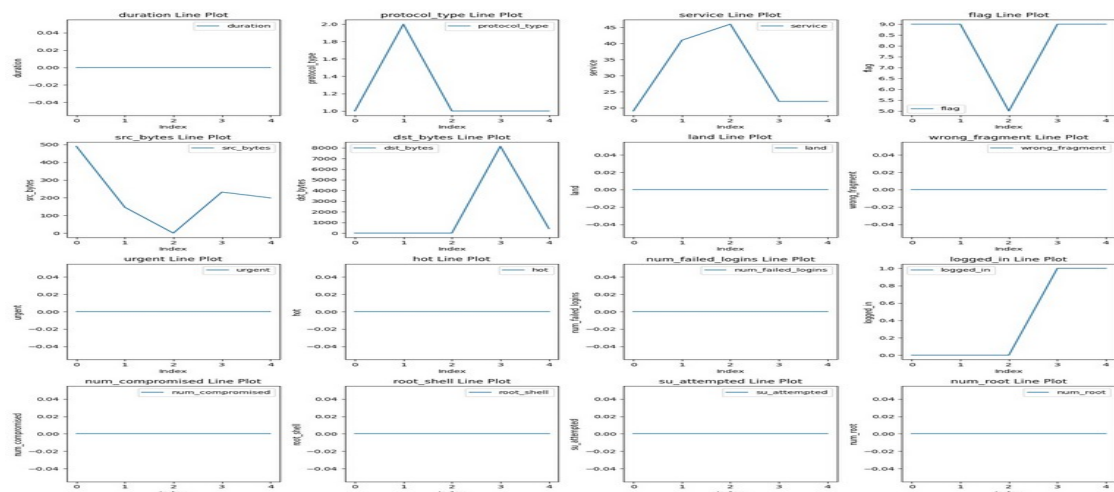 duration Line Plot
duration
0.04
0.02
0.00
−0.02
−0.04
duration
0 1 2 3 4
Index
protocol_type Line Plot
protocol_type
2.0
1.8
1.6
1.4
1.2
1.0
protocol_type
0 1 2 3 4
Index
service Line Plot
service
45
40
35
30
25
20
service
0 1 2 3 4
Index
flag Line Plot
flag
9.0
8.5
8.0
7.5
7.0
6.5
6.0
5.5
5.0
flag
0 1 2 3 4
Index
src_bytes Line Plot
src_bytes
500
400
300
200
100
0
src_bytes
0 1 2 3 4
Index
dst_bytes Line Plot
dst_bytes
8000
7000
6000
5000
4000
3000
2000
1000
0
dst_bytes
0 1 2 3 4
Index
land Line Plot
land
0.04
0.02
0.00
−0.02
−0.04
land
0 1 2 3 4
Index
wrong_fragment Line Plot
wrong_fragment
0.04
0.02
0.00
−0.02
−0.04
wrong_fragment
0 1 2 3 4
Index
urgent Line Plot
urgent
0.04
0.02
0.00
−0.02
−0.04
urgent
0 1 2 3 4
Index
hot Line Plot
hot
0.04
0.02
0.00
−0.02
−0.04
hot
0 1 2 3 4
Index
num_failed_logins Line Plot
num_failed_logins
0.04
0.02
0.00
−0.02
−0.04
num_failed_logins
0 1 2 3 4
Index
logged_in Line Plot
logged_in
1.0
0.8
0.6
0.4
0.2
0.0
logged_in
0 1 2 3 4
Index
num_compromised Line Plot
num_compromised
0.04
0.02
0.00
−0.02
−0.04
num_compromised
0 1 2 3 4
root_shell Line Plot
root_shell
0.04
0.02
0.00
−0.02
−0.04
root_shell
0 1 2 3 4
su_attempted Line Plot
su_attempted
0.04
0.02
0.00
−0.02
−0.04
su_attempted
0 1 2 3 4
num_root Line Plot
num_root
0.04
0.02
0.00
−0.02
−0.04
num_root
0 1 2 3 4